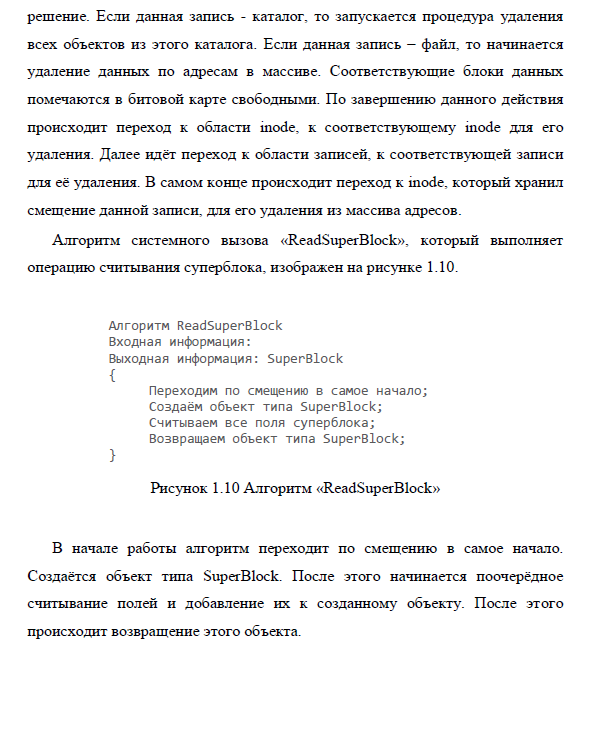 решение. Если данная запись - каталог, то запускается процедура удаления
всех объектов из этого каталога. Если данная запись – файл, то начинается
удаление данных по адресам в массиве. Соответствующие блоки данных
помечаются в битовой карте свободными. По завершению данного действия
происходит переход к области inode, к соответствующему inode для его
удаления. Далее идёт переход к области записей, к соответствующей записи
для её удаления. В самом конце происходит переход к inode, который хранил
смещение данной записи, для его удаления из массива адресов.
Алгоритм системного вызова «ReadSuperBlock», который выполняет
операцию считывания суперблока, изображен на рисунке 1.10.
Алгоритм ReadSuperBlock
Входная информация:
Выходная информация: SuperBlock
{
Переходим по смещению в самое начало;
Создаём объект типа SuperBlock;
Считываем все поля суперблока;
Возвращаем объект типа SuperBlock;
}
Рисунок 1.10 Алгоритм «ReadSuperBlock»
В начале работы алгоритм переходит по смещению в самое начало.
Создаётся объект типа SuperBlock. После этого начинается поочерёдное
считывание полей и добавление их к созданному объекту. После этого
происходит возвращение этого объекта.